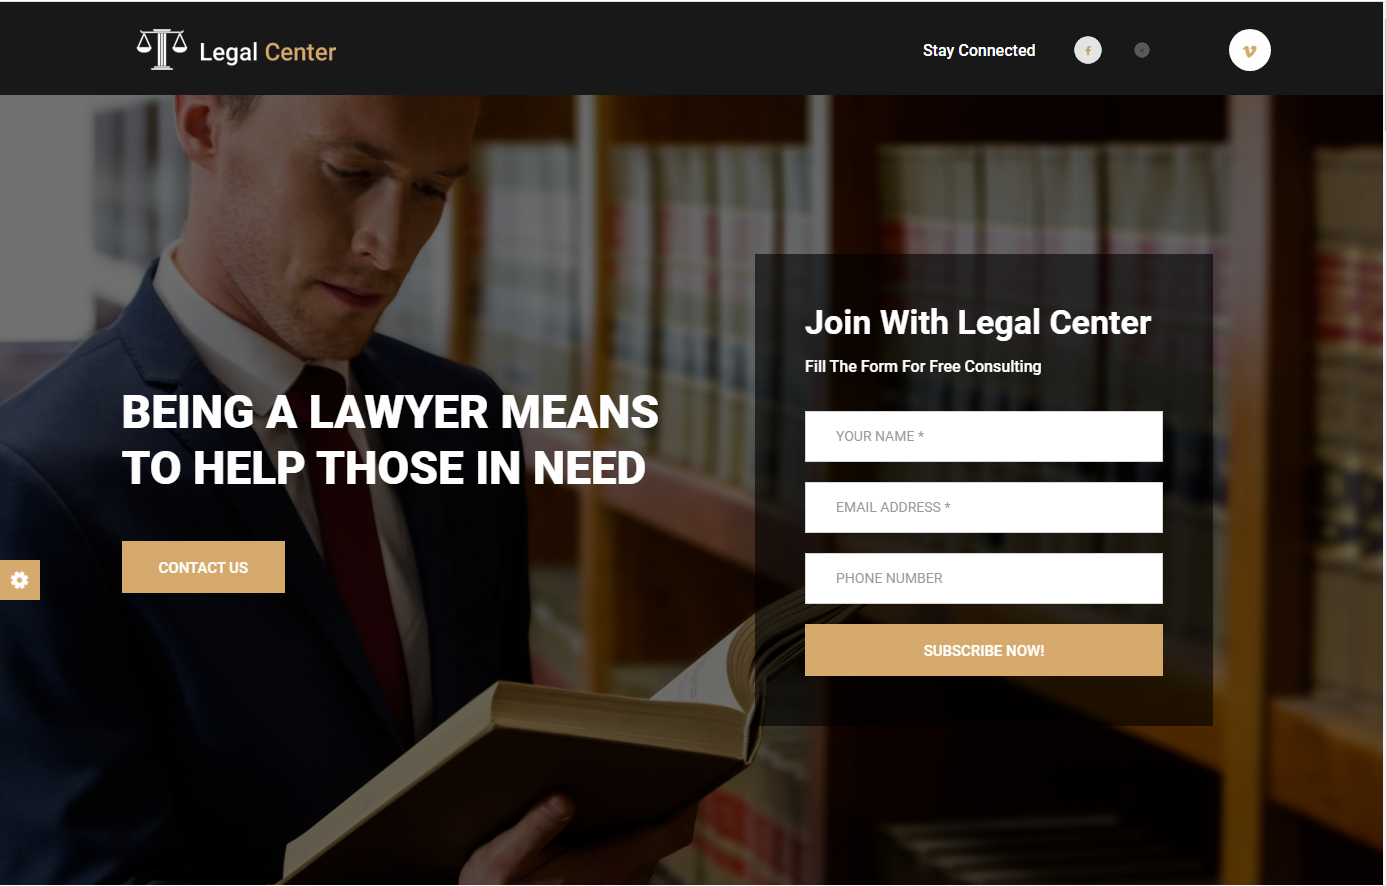 Legal Center
Stay Connected
Join With Legal Center
Fill The Form For Free Consulting
BEING A LAWYER MEANS
TO HELP THOSE IN NEED
CONTACT US
YOUR NAME *
EMAIL ADDRESS *
PHONE NUMBER
SUBSCRIBE NOW!